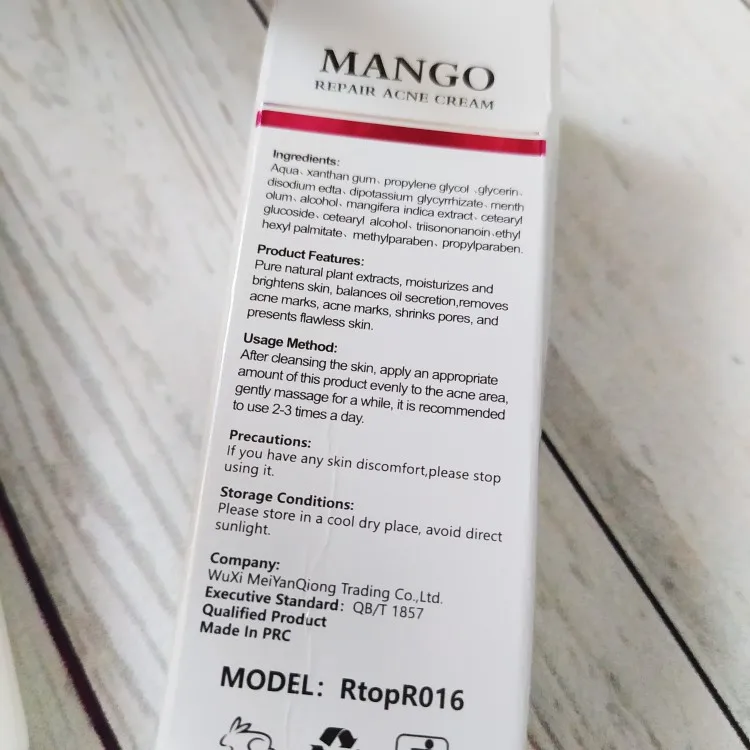 MANGO
REPAIR ACNE CREAM
Ingredients:
Aqua、xanthan gum、propylene glycol 、glycerin、
disodium edta、dipotassium glycyrrhizate、menth
olum、alcohol、mangifera indica extract、cetearyl
glucoside、cetearyl alcohol、triisononanoin、ethyl
hexyl palmitate、methylparaben、propylparaben.
Product Features:
Pure natural plant extracts, moisturizes and
brightens skin, balances oil secretion,removes
acne marks, acne marks, shrinks pores, and
presents flawless skin.
Usage Method:
After cleansing the skin, apply an appropriate
amount of this product evenly to the acne area,
gently massage for a while, it is recommended
to use 2-3 times a day.
Precautions:
If you have any skin discomfort,please stop
using it.
Storage Conditions:
Please store in a cool dry place, avoid direct
sunlight.
Company:
WuXi MeiYanQiong Trading Co.,Ltd.
Executive Standard：QB/T 1857
Qualified Product
Made In PRC
MODEL：RtopR016